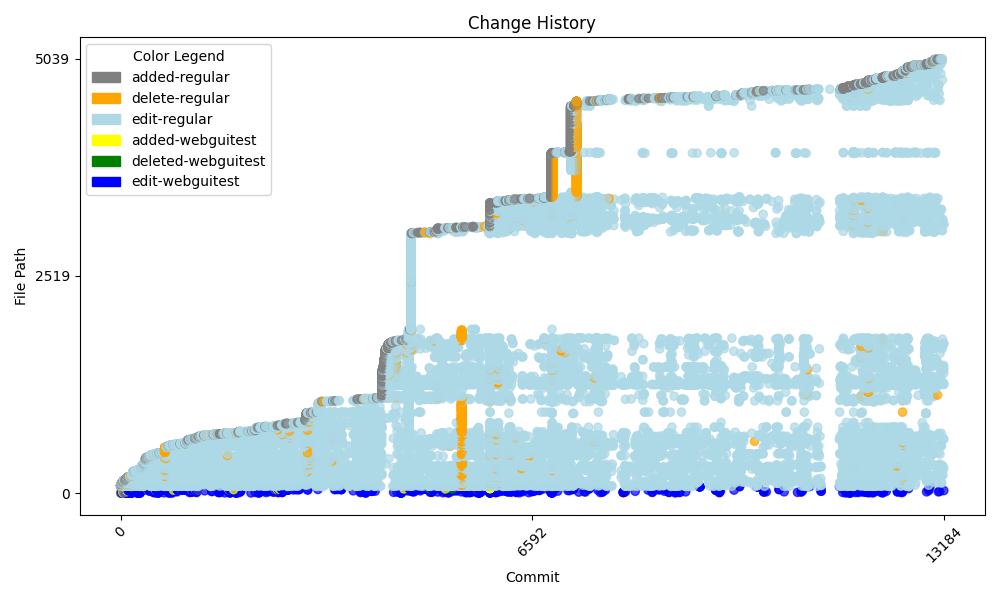 Change History
5039
2519
0
File Path
Color Legend
added-regular
delete-regular
edit-regular
added-webguitest
deleted-webguitest
edit-webguitest
0
6592
13184
Commit